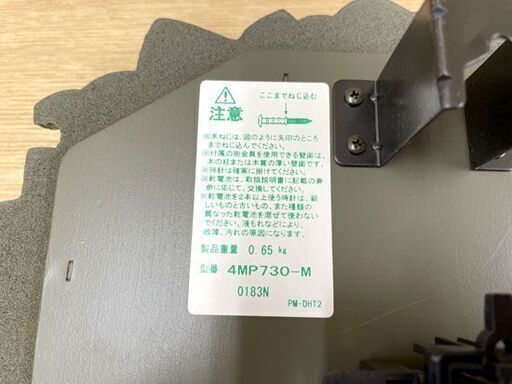 ここまでねじ込む
注意
※木ねじは、図のように矢印のところ
までねじ込んでください。
※付属の掛金具を使用できる壁面は、
木の柱または木質の厚い壁面です。
※時計は確実に掛けてください。
※乾電池は、取扱説明書に記載の寿
命に応じて、交換してください。
※乾電池を2本以上使う時計は、新
しいものと古いもの、また種類の
異なった乾電池を混ぜて使わない
でください。液もれなどにより、
故障、汚れの原因になります。
製品重量 0.65 kg
型番 4MP730-M
0183N
PM-DHT2